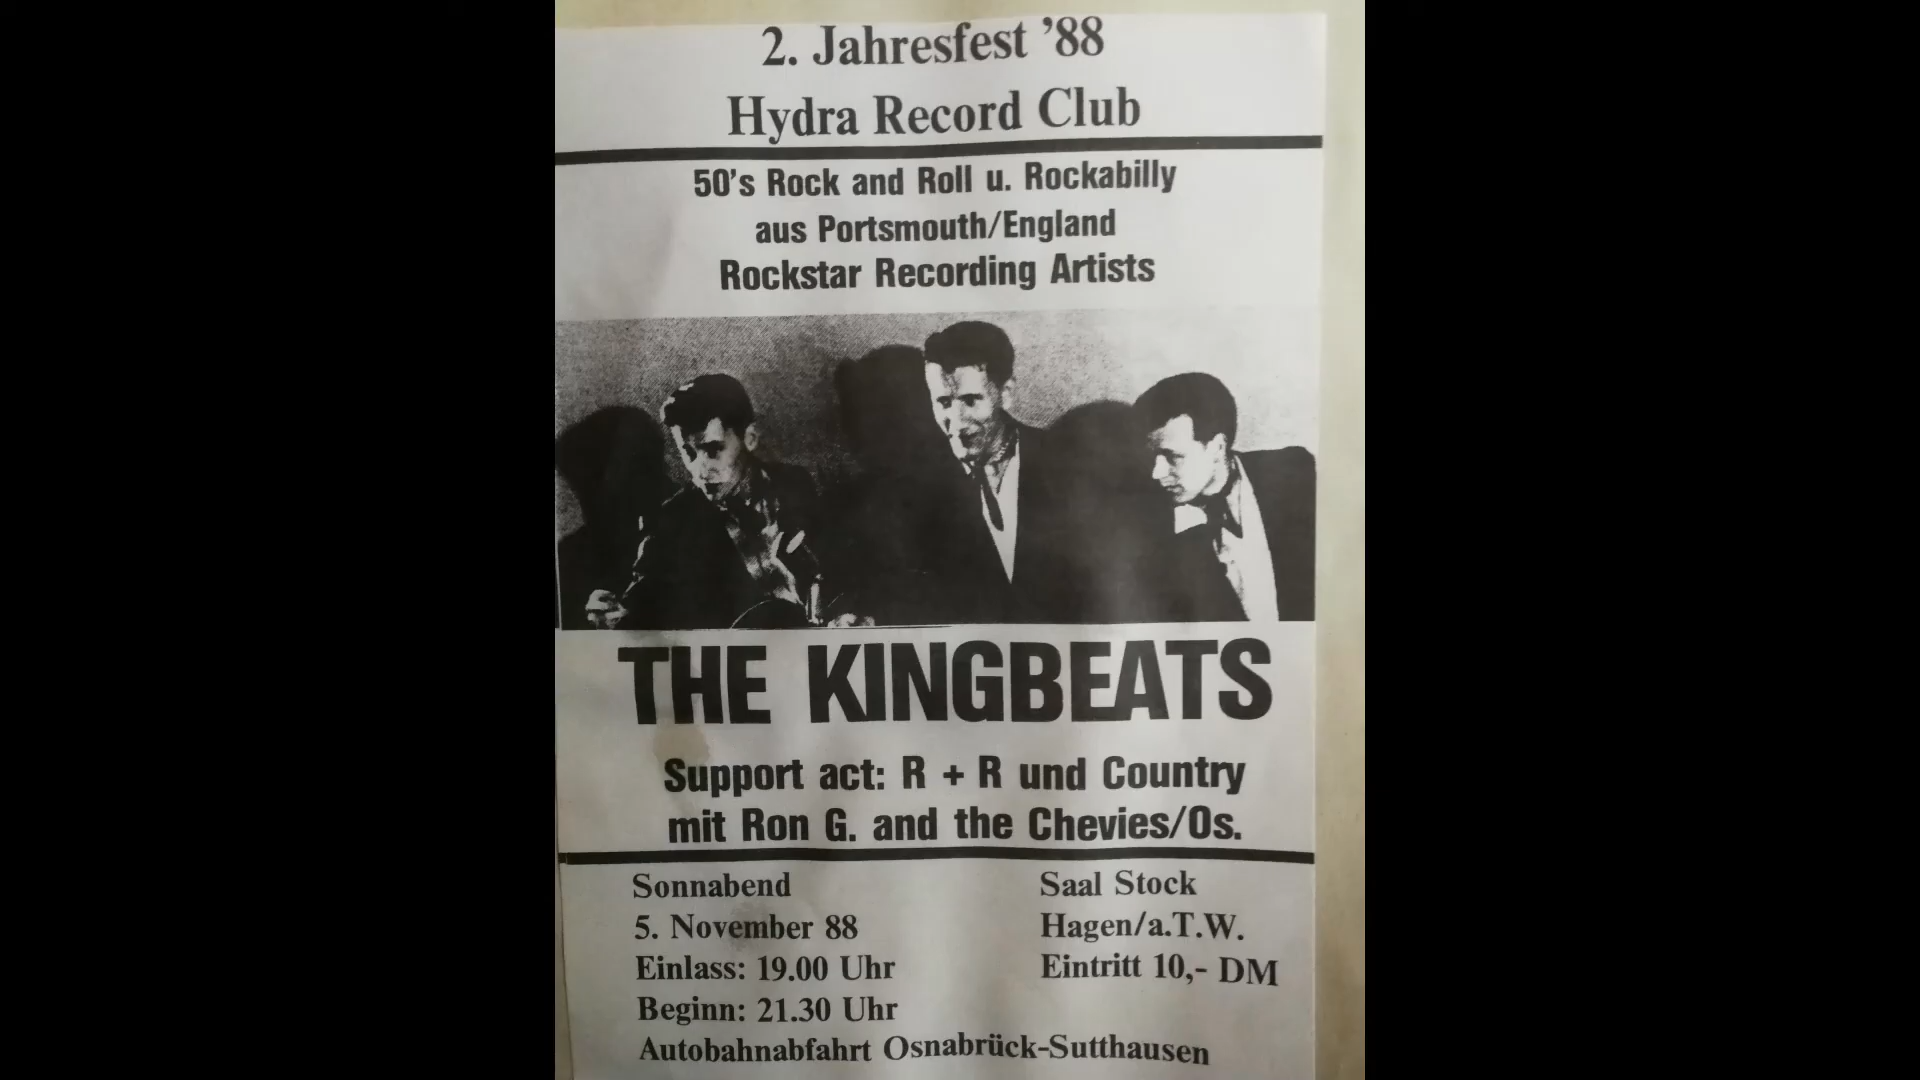 2. Jahresfest ’88
Hydra Record Club
50’s Rock and Roll u. Rockabilly
aus Portsmouth/England
Rockstar Recording Artists
THE KINGBEATS
Support act: R + R und Country
mit Ron G. and the Chevies/Os.
Sonnabend
5. November 88
Einlass: 19.00 Uhr
Beginn: 21.30 Uhr
Saal Stock
Hagen/a.T.W.
Eintritt 10,- DM
Autobahnabfahrt Osnabrück-Sutthausen